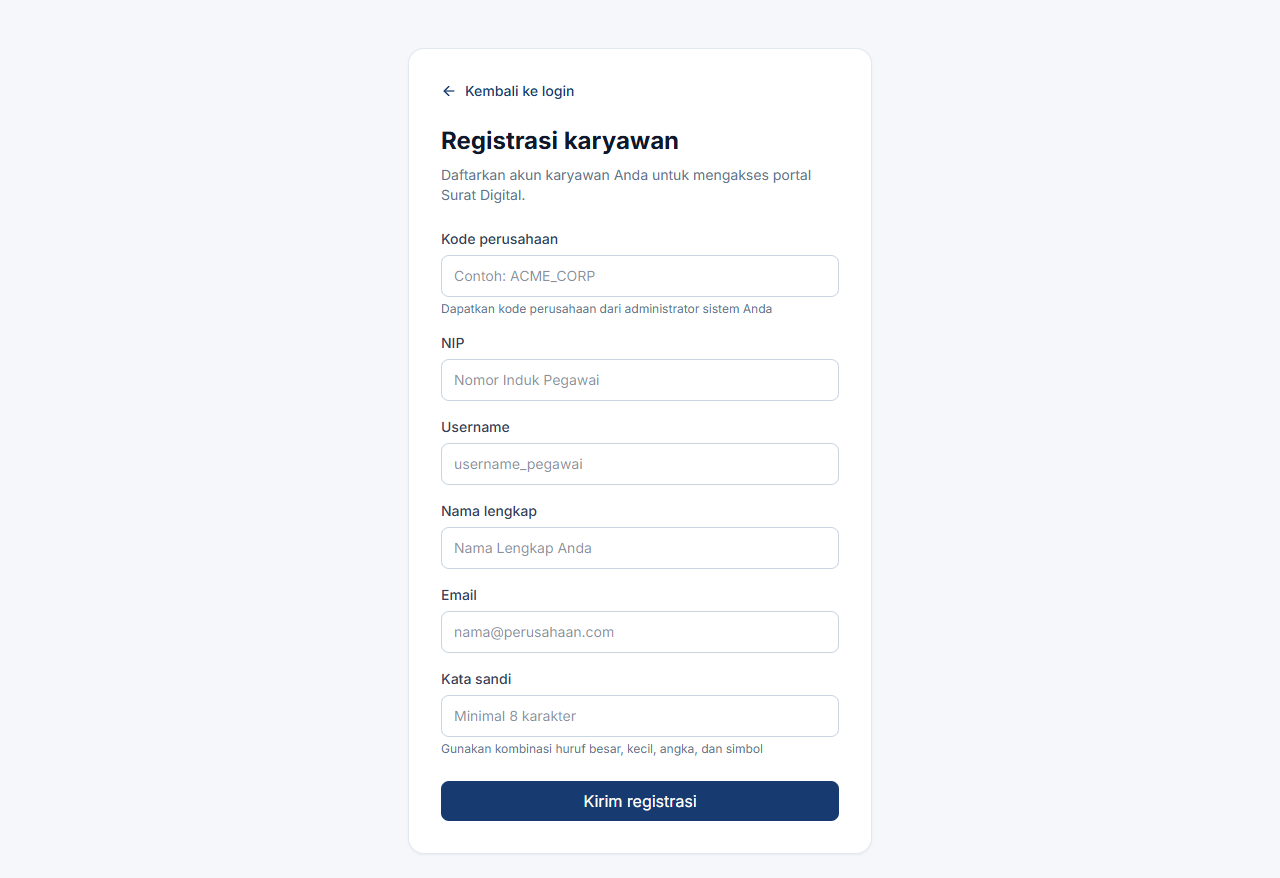 Kembali ke login
Registrasi karyawan
Daftarkan akun karyawan Anda untuk mengakses portal
Surat Digital.
Kode perusahaan
Contoh: ACME_CORP
Dapatkan kode perusahaan dari administrator sistem Anda
NIP
Nomor Induk Pegawai
Username
username_pegawai
Nama lengkap
Nama Lengkap Anda
Email
nama@perusahaan.com
Kata sandi
Minimal 8 karakter
Gunakan kombinasi huruf besar, kecil, angka, dan simbol
Kirim registrasi